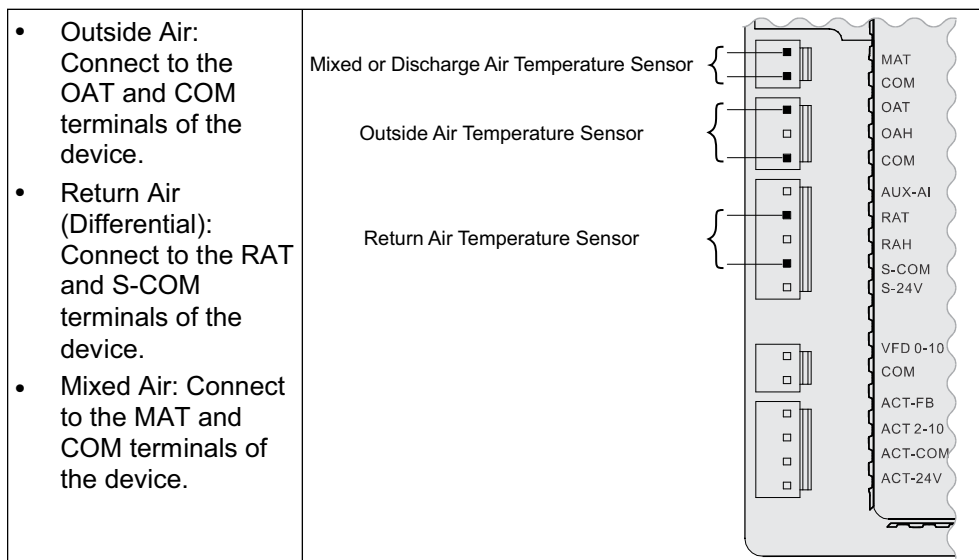 • Outside Air:
Connect to the
OAT and COM
terminals of the
device.
• Return Air
(Differential):
Connect to the RAT
and S-COM
terminals of the
device.
• Mixed Air: Connect
to the MAT and
COM terminals of
the device.
Mixed or Discharge Air Temperature Sensor
Outside Air Temperature Sensor
Return Air Temperature Sensor
MAT
COM
OAT
OAH
COM
AUX-AI
RAT
RAH
S-COM
S-24V
VFD 0-10
COM
ACT-FB
ACT 2-10
ACT-COM
ACT-24V